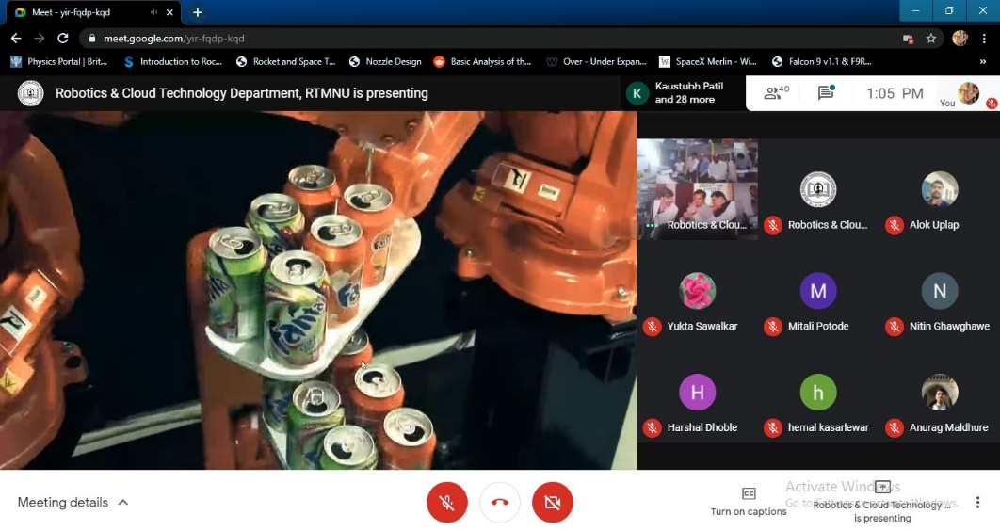 Meet - yir-fqdp-kqd
meet.google.com/yir-fqdp-kqd
Physics Portal | Brit...
Introduction to Roc...
Rocket and Space T...
Nozzle Design
Basic Analysis of th...
Over - Under Expan...
SpaceX Merlin - Wi...
Falcon 9 v1.1 & F9R...
»
Robotics & Cloud Technology Department, RTMNU is presenting
K
Kaustubh Patil
and 28 more
40
1:05 PM
You
Fanta
Robotics & Clou...
Robotics & Clou...
Alok Uplap
M
N
Yukta Sawalkar
Mitali Potode
Nitin Ghawghawe
H
h
Harshal Dhoble
hemal kasarlewar
Anurag Maldhure
Meeting details
CC
Turn on captions
Activate Windows
Go to Settings to activate Windows.
Robotics & Cloud Technology ...
is presenting